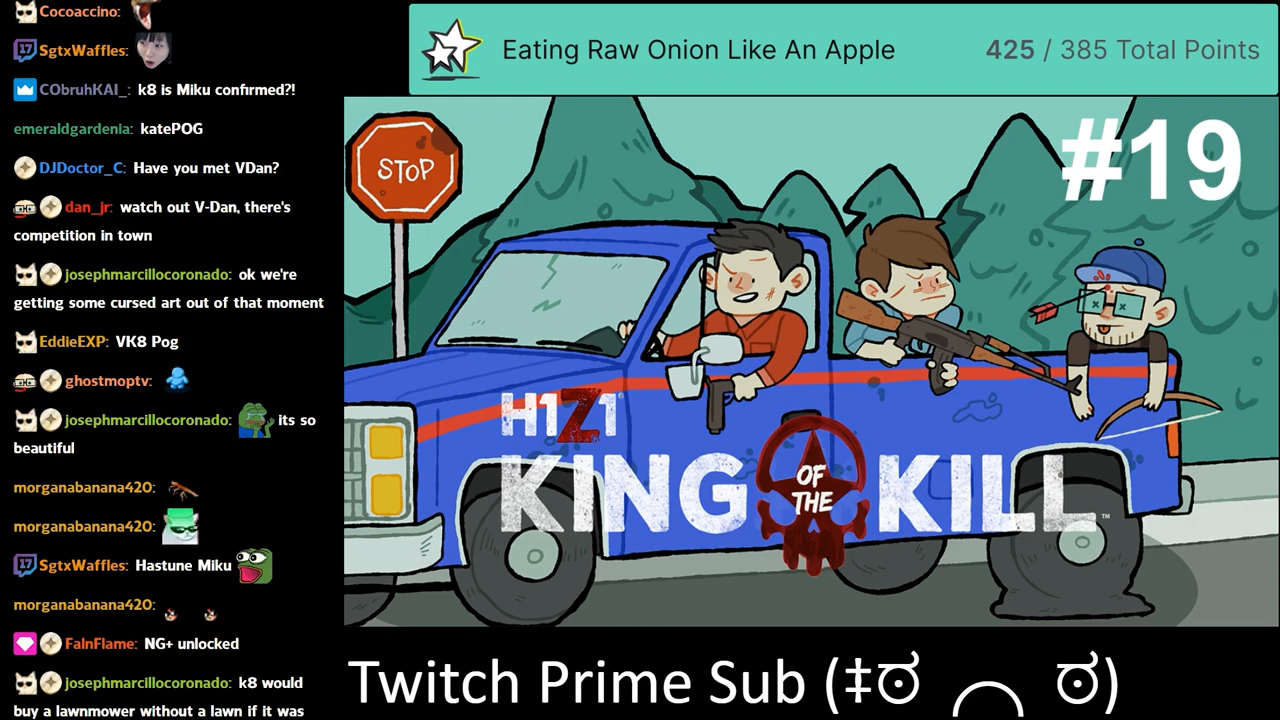 Cocoaccino:
17 SgtxWaffles:
CObruhKAI_: k8 is Miku confirmed?!
emeraldgardenia: katePOG
DJDoctor_C: Have you met VDan?
dan_jr: watch out V-Dan, there's
competition in town
josephmarcillocoronado: ok we're
getting some cursed art out of that moment
EddieEXP: VK8 Pog
ghostmoptv:
josephmarcillocoronado: its so
beautiful
morganabanana420:
morganabanana420:
17 SgtxWaffles: Hastune Miku
morganabanana420:
FalnFlame: NG+ unlocked
josephmarcillocoronado: k8 would
buy a lawnmower without a lawn if it was
Eating Raw Onion Like An Apple 425 / 385 Total Points
#19
STOP
H1Z1
KING OF THE KILL™
Twitch Prime Sub (‡ಠ ╭╮ ಠ)